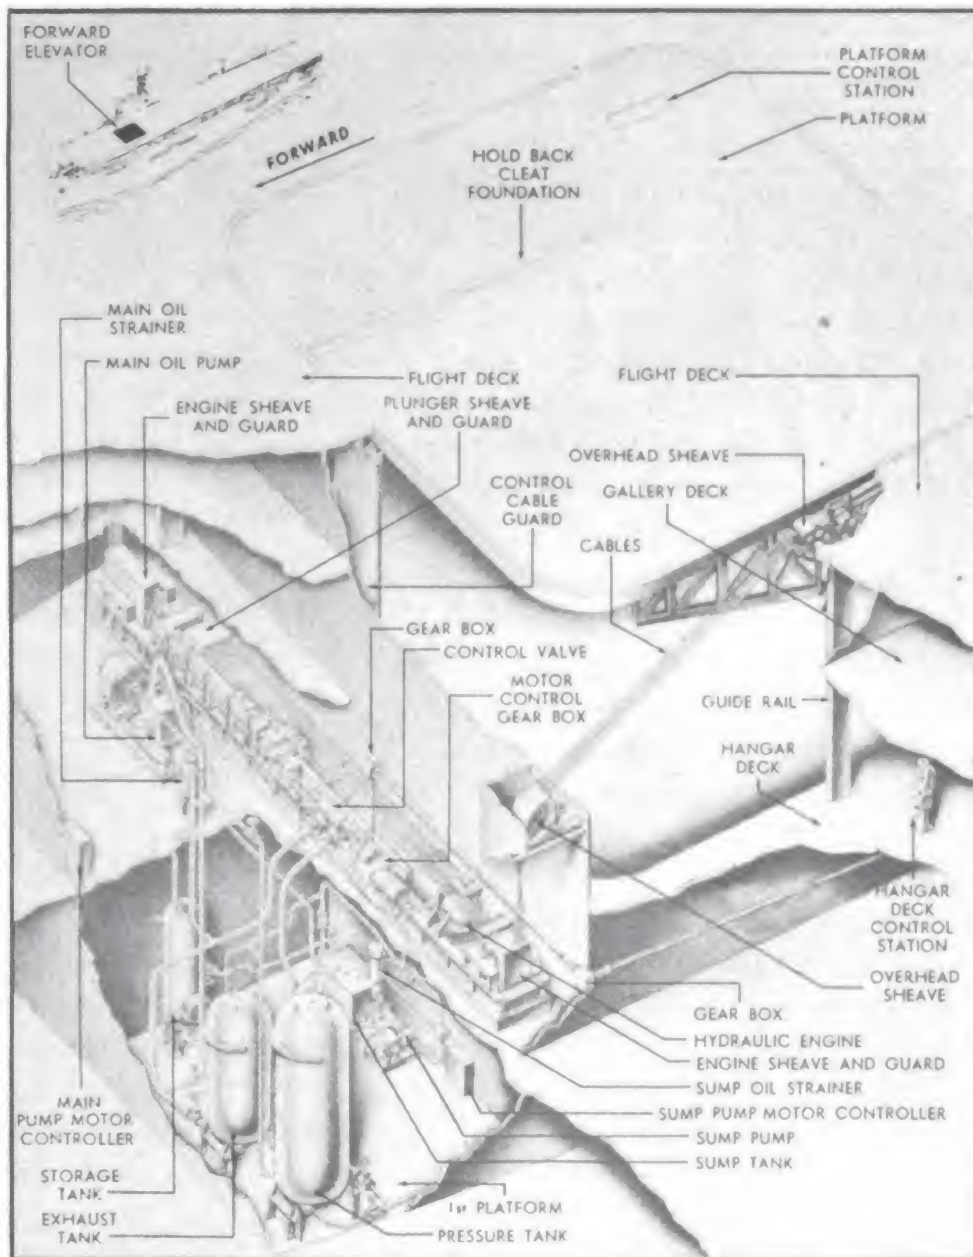 FORWARD
ELEVATOR
PLATFORM
CONTROL
STATION
PLATFORM
FORWARD
HOLD BACK
CLEAT
FOUNDATION
MAIN OIL
STRAINER
MAIN OIL PUMP
FLIGHT DECK
FLIGHT DECK
ENGINE SHEAVE
AND GUARD
PLUNGER SHEAVE
AND GUARD
OVERHEAD SHEAVE
CONTROL
CABLE
GUARD
GALLERY DECK
CABLES
GEAR BOX
CONTROL VALVE
MOTOR
CONTROL
GEAR BOX
GUIDE RAIL
HANGAR
DECK
HANGAR
DECK
CONTROL
STATION
OVERHEAD
SHEAVE
GEAR BOX
HYDRAULIC ENGINE
ENGINE SHEAVE AND GUARD
SUMP OIL STRAINER
SUMP PUMP MOTOR CONTROLLER
SUMP PUMP
SUMP TANK
MAIN
PUMP MOTOR
CONTROLLER
STORAGE
TANK
EXHAUST
TANK
1st PLATFORM
PRESSURE TANK